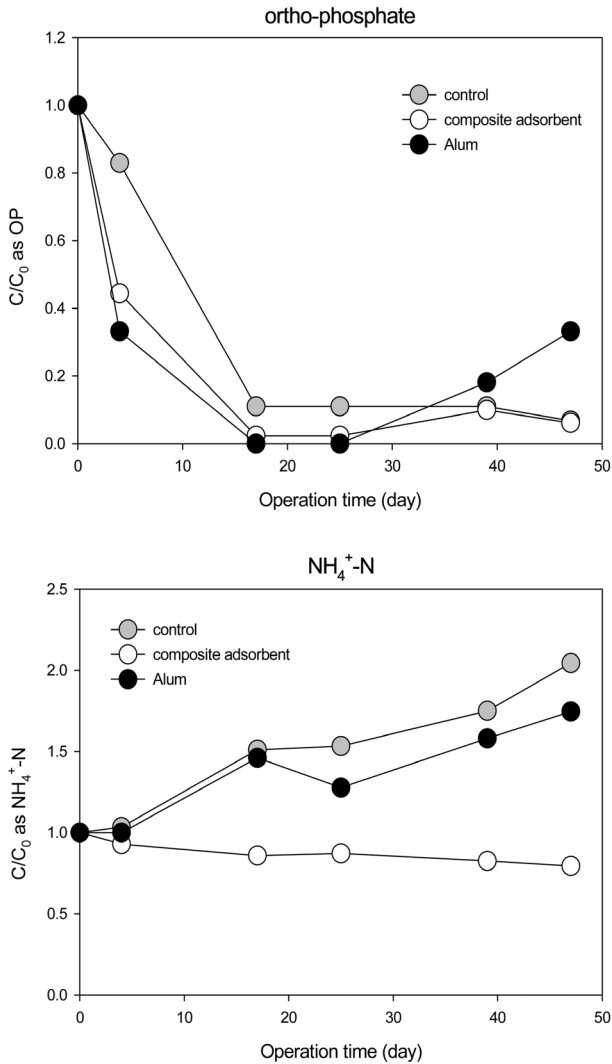 ortho-phosphate
1.2
1.0
0.8
0.6
0.4
0.2
0.0
C/C₀ as OP
control
composite adsorbent
Alum
0 10 20 30 40 50
Operation time (day)
NH₄⁺-N
2.5
2.0
1.5
1.0
0.5
0.0
C/C₀ as NH₄⁺-N
control
composite adsorbent
Alum
0 10 20 30 40 50
Operation time (day)